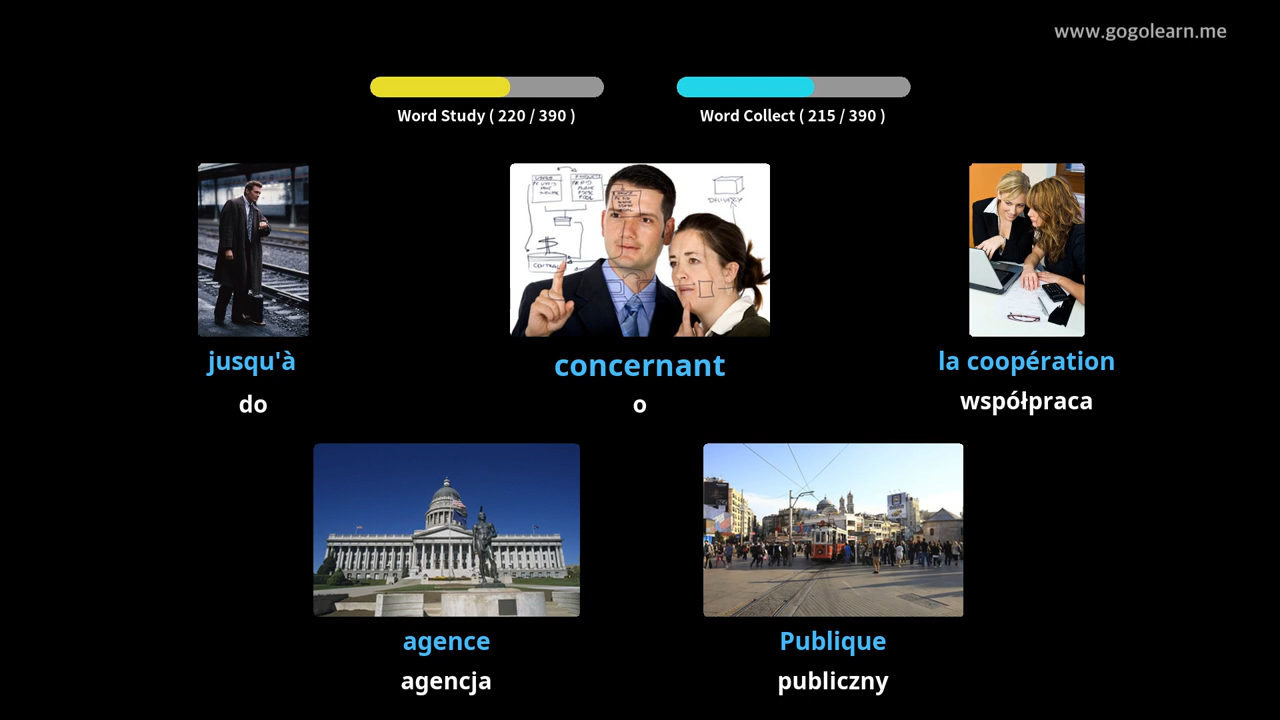 www.gogolearn.me
Word Study ( 220 / 390 )
Word Collect ( 215 / 390 )
DELIVERY
jusqu'à
concernant
la coopération
do
o
współpraca
agence
Publique
agencja
publiczny